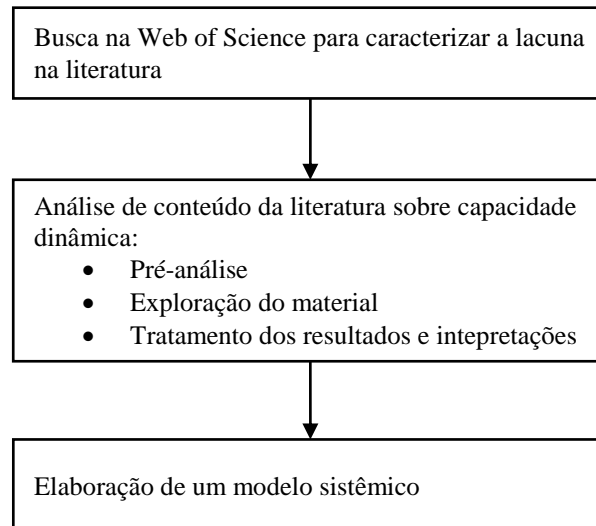 Busca na Web of Science para caracterizar a lacuna
na literatura
Análise de conteúdo da literatura sobre capacidade
dinâmica:
• Pré-análise
• Exploração do material
• Tratamento dos resultados e intepretações
Elaboração de um modelo sistêmico